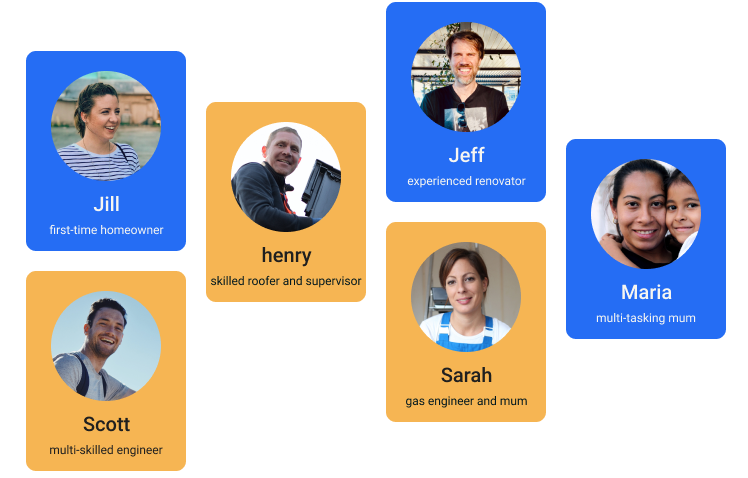 Jill
first-time homeowner
Scott
multi-skilled engineer
henry
skilled roofer and supervisor
Jeff
experienced renovator
Sarah
gas engineer and mum
Maria
multi-tasking mum